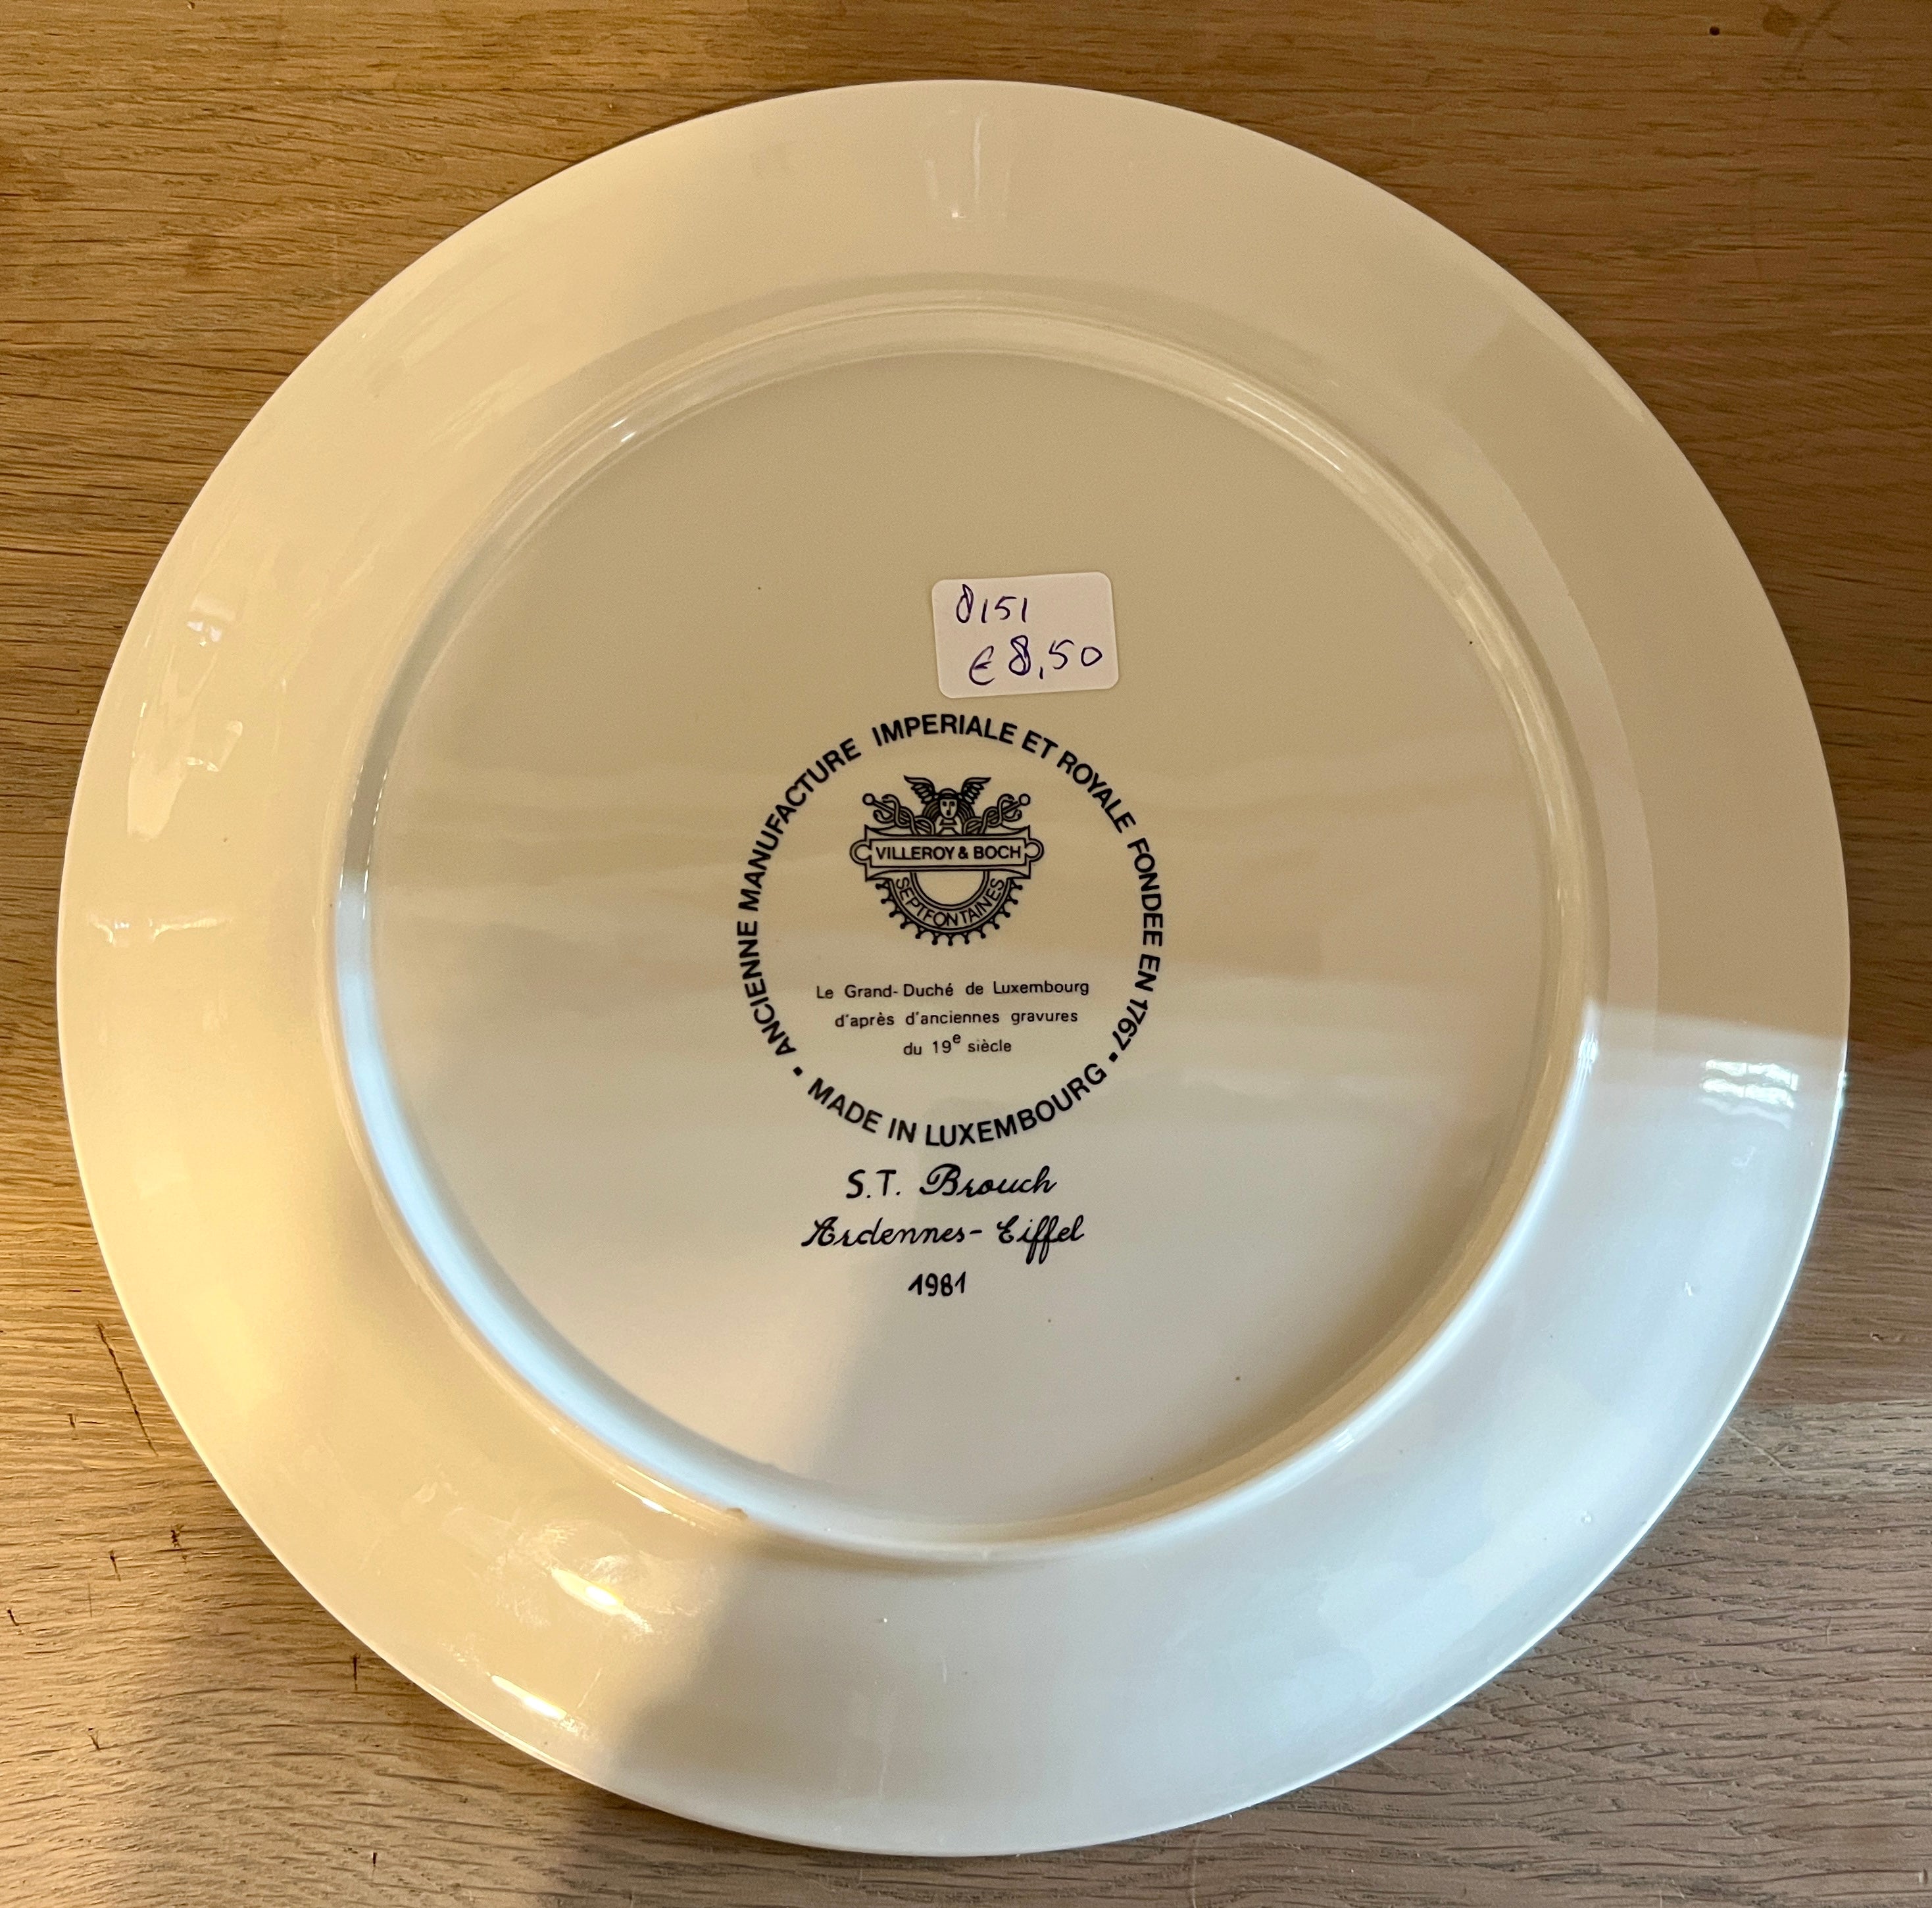 8151
€ 8,50
ANCIENNE MANUFACTURE IMPERIALE ET ROYALE FONDEE EN 1767
VILLEROY & BOCH
SEPTFONTAINES
Le Grand-Duché de Luxembourg
d'après d'anciennes gravures
du 19e siècle
MADE IN LUXEMBOURG
S.T. Brouch
Ardennes-Eiffel
1981